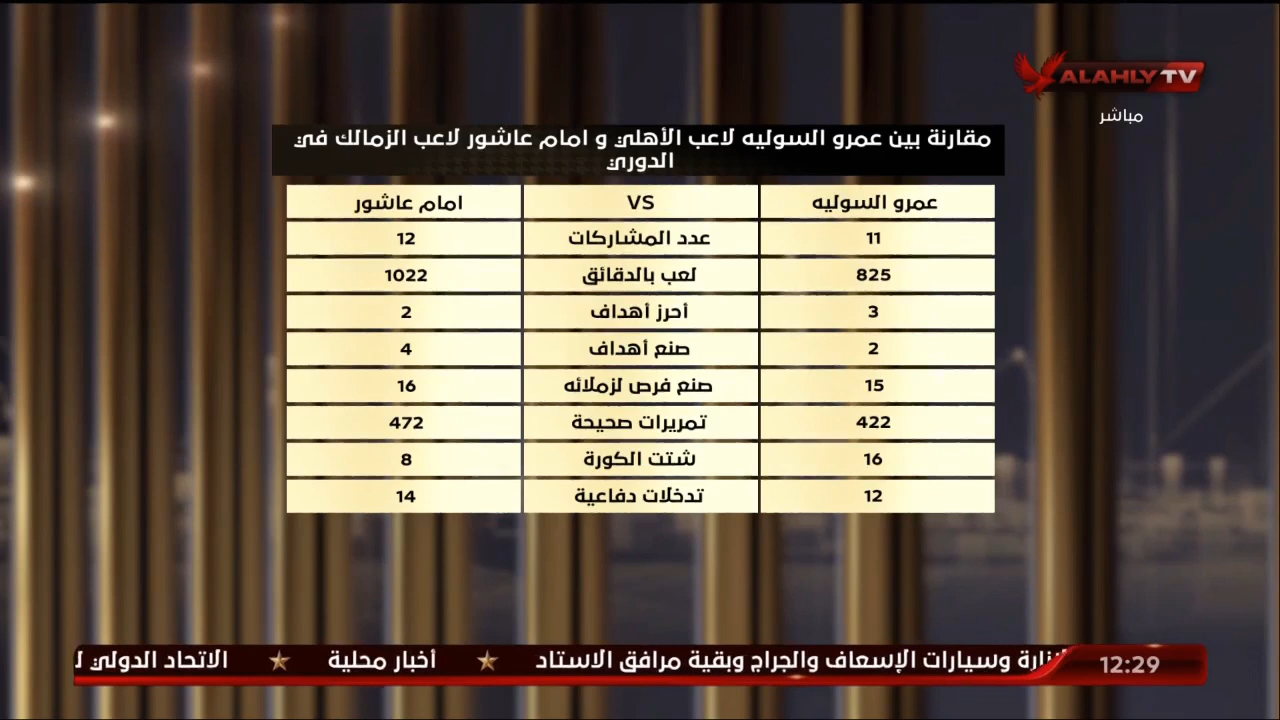 ALAHLY TV
مباشر
مقارنة بين عمرو السوليه لاعب الأهلي و امام عاشور لاعب الزمالك في
الدوري
عمرو السوليه VS امام عاشور
11 عدد المشاركات 12
825 لعب بالدقائق 1022
3 أحرز أهداف 2
2 صنع أهداف 4
15 صنع فرص لزملائه 16
422 تمريرات صحيحة 472
16 شتت الكورة 8
12 تدخلات دفاعية 14
12:29
وسيارات الإسعاف والجراج وبقية مرافق الاستاد ★ أخبار محلية ★ الاتحاد الدولي